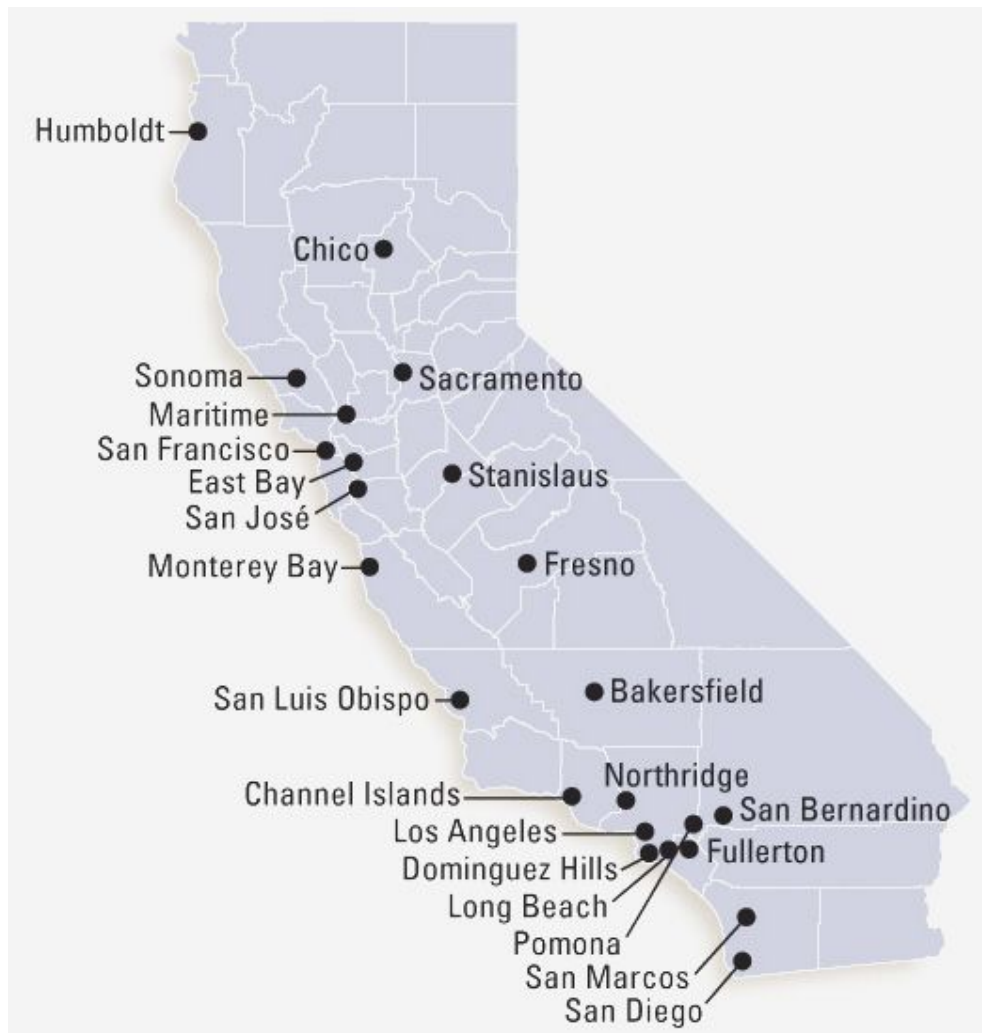 Humboldt
Chico
Sonoma
Sacramento
Maritime
San Francisco
East Bay
Stanislaus
San José
Monterey Bay
Fresno
San Luis Obispo
Bakersfield
Northridge
Channel Islands
San Bernardino
Los Angeles
Fullerton
Dominguez Hills
Long Beach
Pomona
San Marcos
San Diego